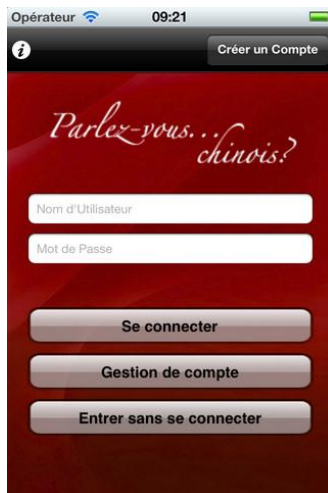 Opérateur 09:21
Créer un Compte
Parlez-vous...
chinois?
Nom d'Utilisateur
Mot de Passe
Se connecter
Gestion de compte
Entrer sans se connecter